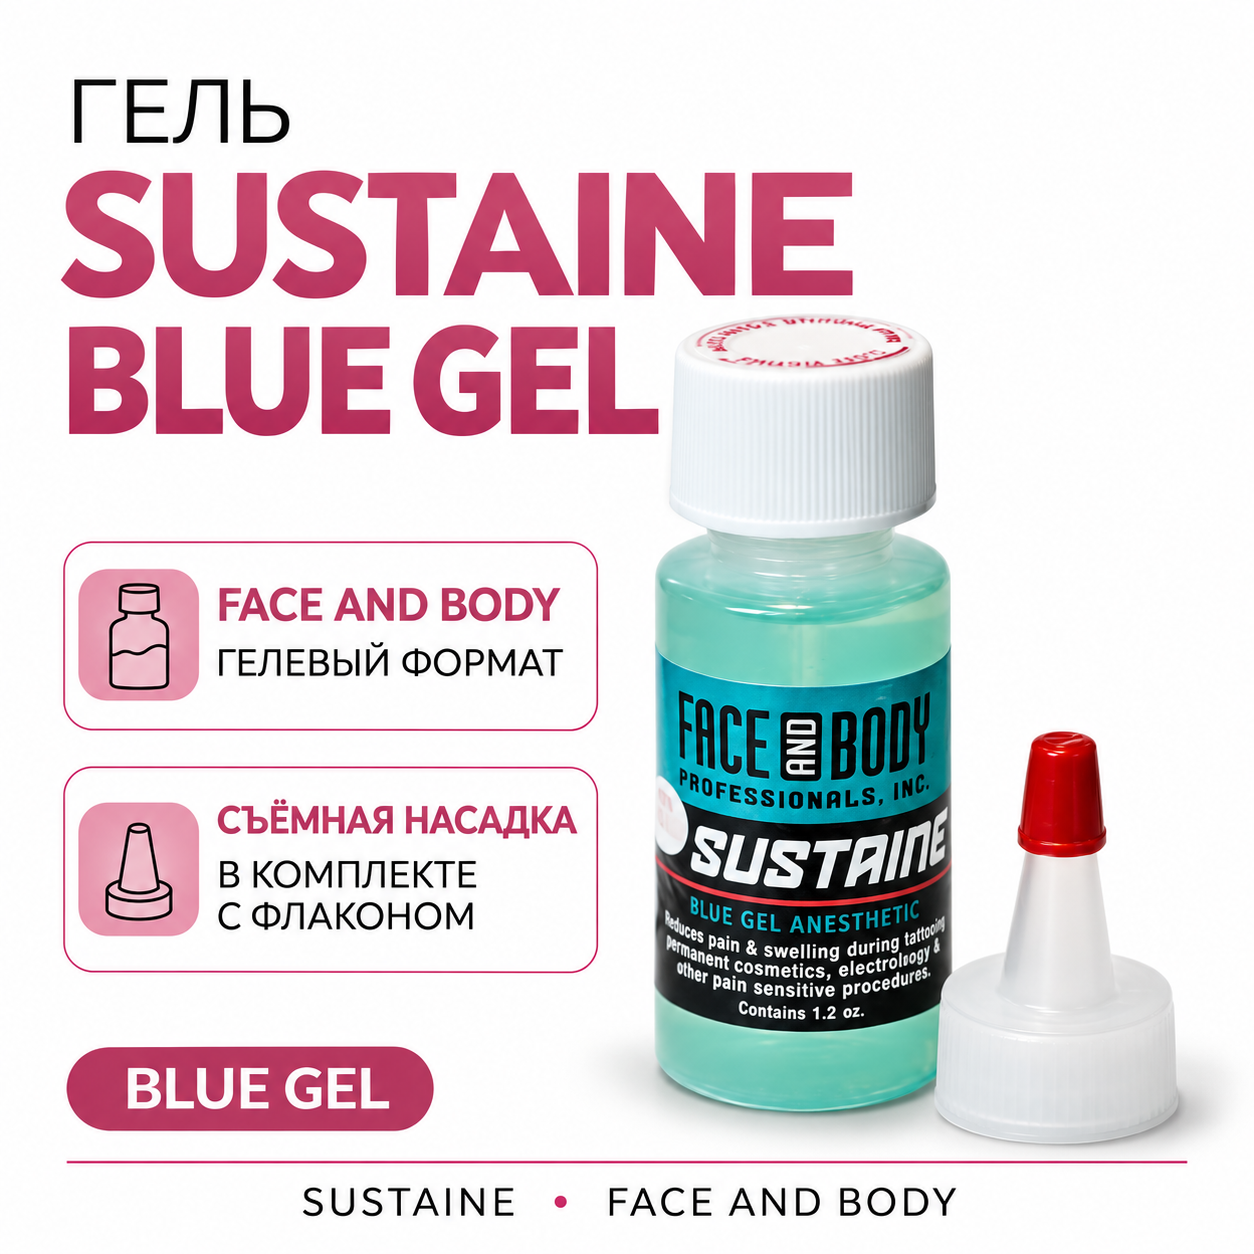 ГЕЛЬ
SUSTAINE
BLUE GEL
FACE AND BODY
ГЕЛЕВЫЙ ФОРМАТ
СЪЁМНАЯ НАСАДКА
В КОМПЛЕКТЕ
С ФЛАКОНОМ
BLUE GEL
FACE AND BODY
PROFESSIONALS, INC.
SUSTAINE
BLUE GEL ANESTHETIC
Reduces pain & swelling during tattooing
permanent cosmetics, electrology &
other pain sensitive procedures.
Contains 1.2 oz.
SUSTAINE • FACE AND BODY